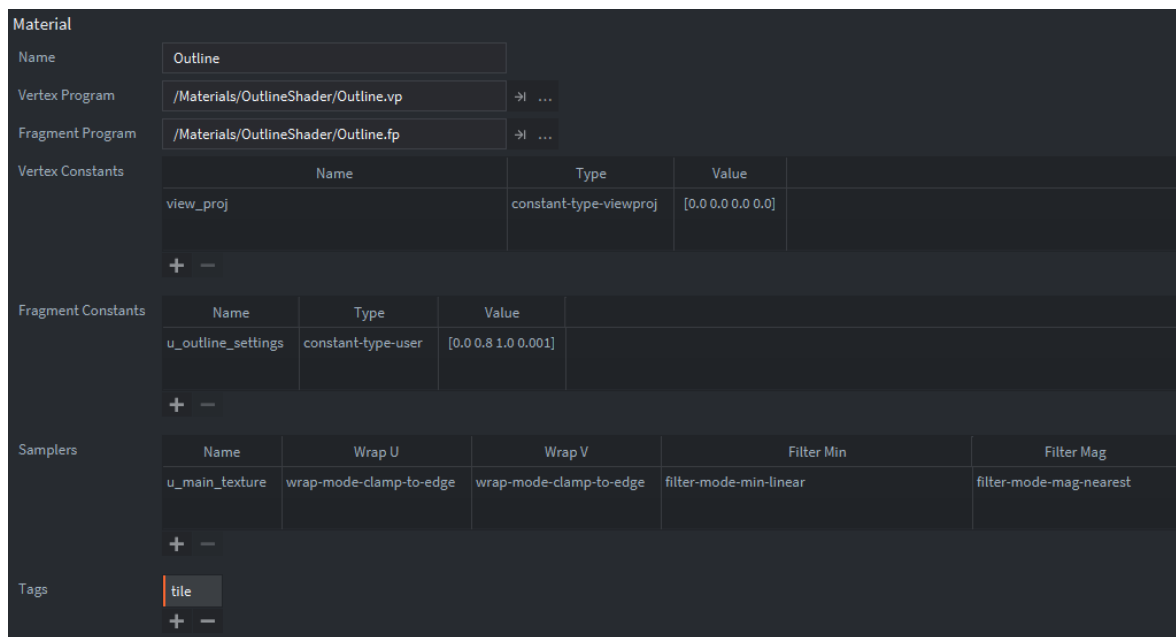 Material
Name Outline
Vertex Program /Materials/OutlineShader/Outline.vp ...
Fragment Program /Materials/OutlineShader/Outline.fp ...
Vertex Constants Name Type Value
view_proj constant-type-viewproj [0.0 0.0 0.0 0.0]
+ −
Fragment Constants Name Type Value
u_outline_settings constant-type-user [0.0 0.8 1.0 0.001]
+ −
Samplers Name Wrap U Wrap V Filter Min Filter Mag
u_main_texture wrap-mode-clamp-to-edge wrap-mode-clamp-to-edge filter-mode-min-linear filter-mode-mag-nearest
+ −
Tags tile
+ −